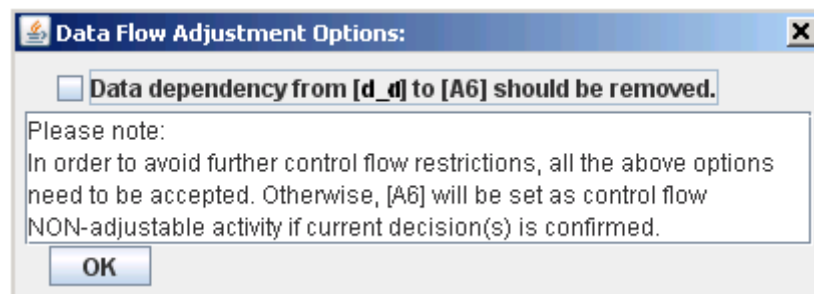 Data Flow Adjustment Options:
Data dependency from [d_d] to [A6] should be removed.
Please note:
In order to avoid further control flow restrictions, all the above options
need to be accepted. Otherwise, [A6] will be set as control flow
NON-adjustable activity if current decision(s) is confirmed.
OK